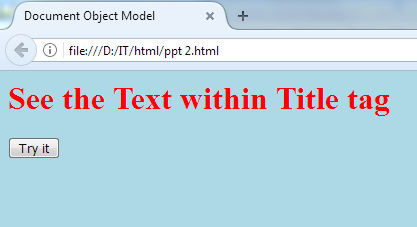 Document Object Model
file:///D:/IT/html/ppt 2.html
See the Text within Title tag
Try it